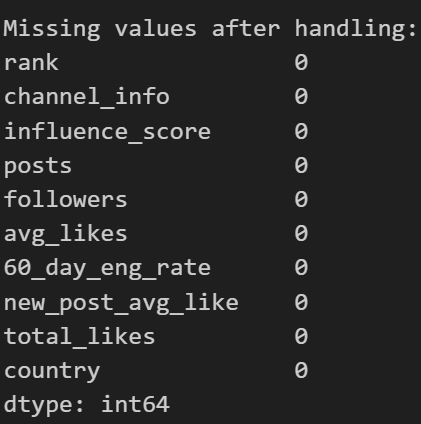 Missing values after handling:
rank 0
channel_info 0
influence_score 0
posts 0
followers 0
avg_likes 0
60_day_eng_rate 0
new_post_avg_like 0
total_likes 0
country 0
dtype: int64